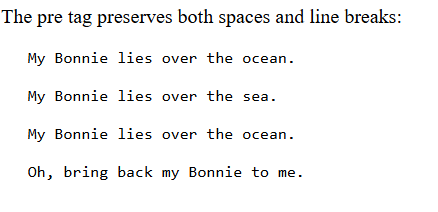 The pre tag preserves both spaces and line breaks:
My Bonnie lies over the ocean.
My Bonnie lies over the sea.
My Bonnie lies over the ocean.
Oh, bring back my Bonnie to me.